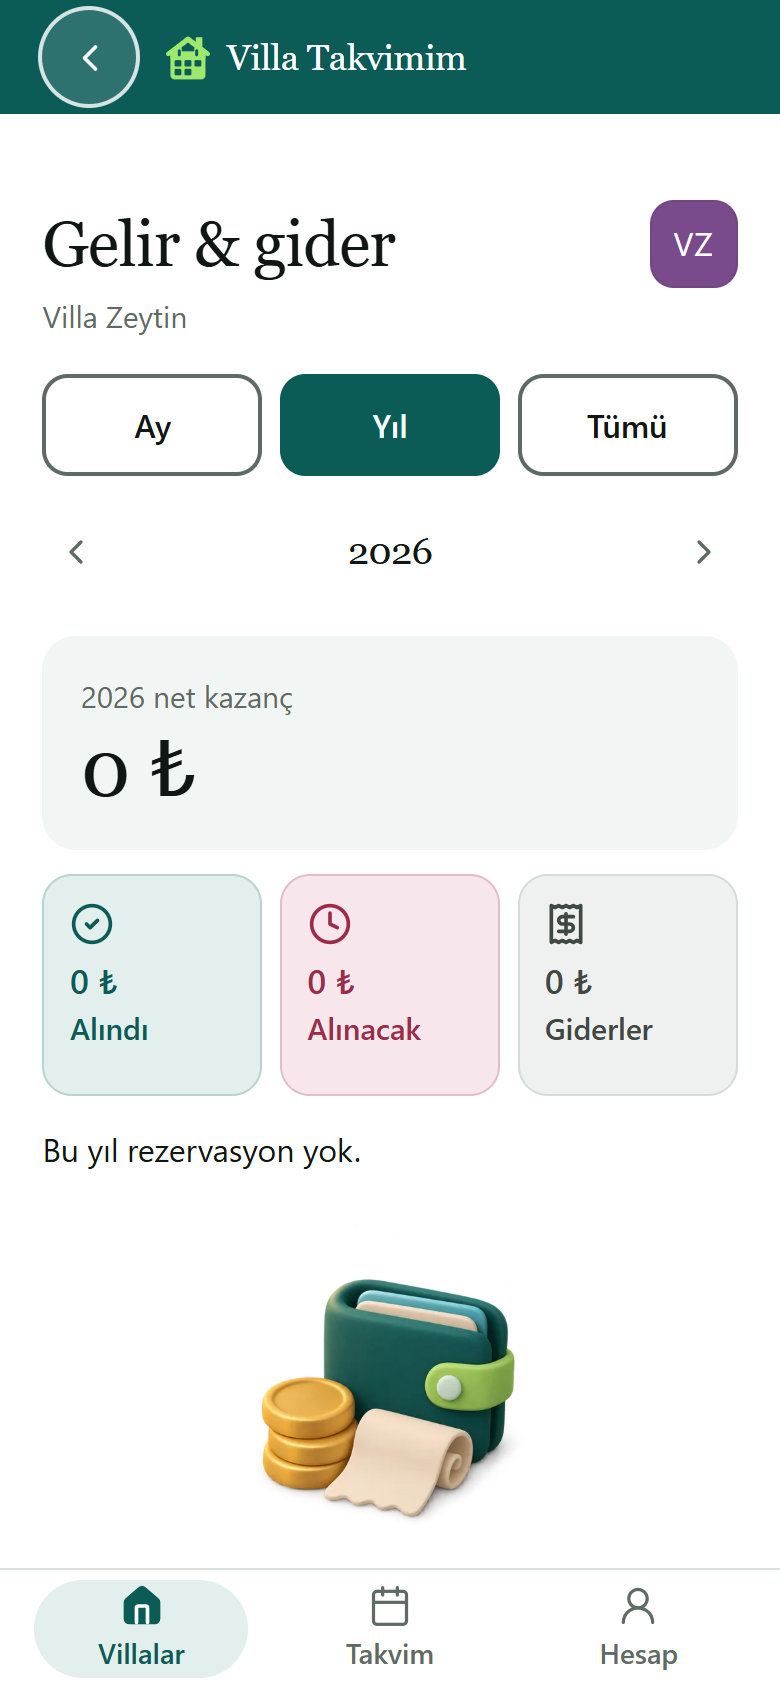 Villa Takvimim
Gelir & gider
VZ
Villa Zeytin
Ay
Yıl
Tümü
2026
2026 net kazanç
0 ₺
0 ₺
Alındı
0 ₺
Alınacak
0 ₺
Giderler
Bu yıl rezervasyon yok.
Villalar
Takvim
Hesap